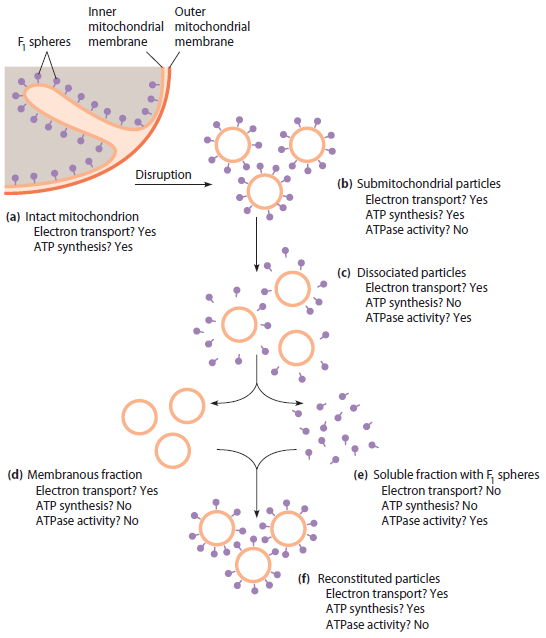 Inner
mitochondrial
membrane
Outer
mitochondrial
membrane
F1 spheres
Disruption
(a) Intact mitochondrion
Electron transport? Yes
ATP synthesis? Yes
(b) Submitochondrial particles
Electron transport? Yes
ATP synthesis? Yes
ATPase activity? No
(c) Dissociated particles
Electron transport? Yes
ATP synthesis? No
ATPase activity? Yes
(d) Membranous fraction
Electron transport? Yes
ATP synthesis? No
ATPase activity? No
(e) Soluble fraction with F1 spheres
Electron transport? No
ATP synthesis? No
ATPase activity? Yes
(f) Reconstituted particles
Electron transport? Yes
ATP synthesis? Yes
ATPase activity? No